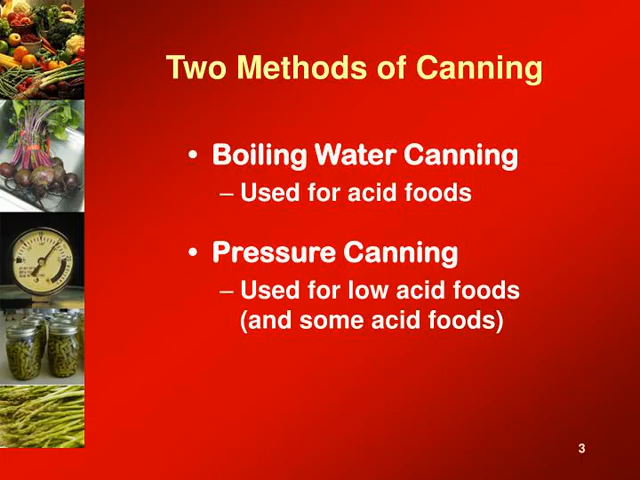 Two Methods of Canning
• Boiling Water Canning
– Used for acid foods
• Pressure Canning
– Used for low acid foods
(and some acid foods)
3